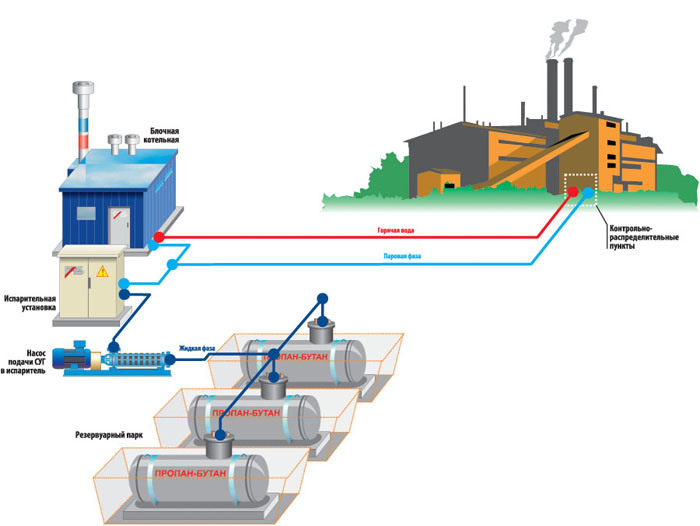 Блочная
котельная
Горячая вода
Контрольно-
распределительные
пункты
Паровая фаза
Испарительная
установка
Насос
подачи СУГ
в испаритель
Жидкая фаза
ПРОПАН-БУТАН
ПРОПАН-БУТАН
Резервуарный парк
ПРОПАН-БУТАН